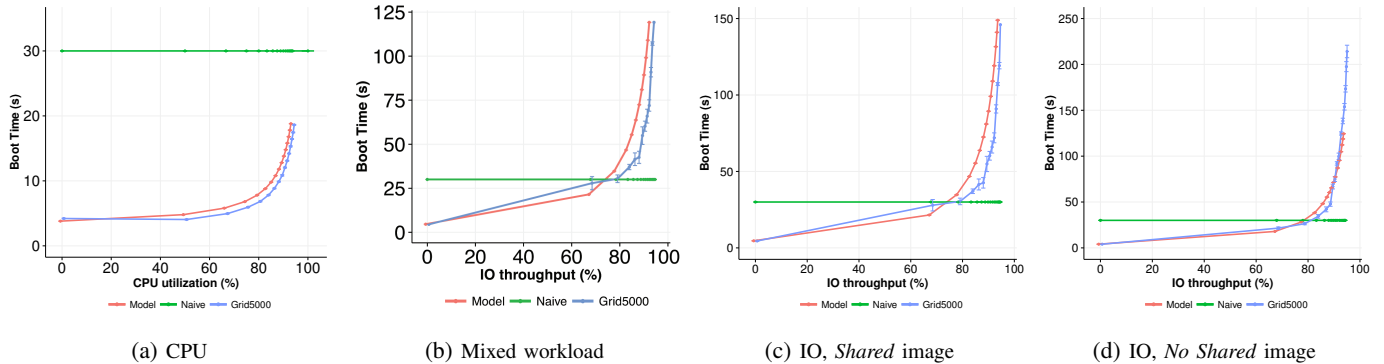 Boot Time (s)
30
20
10
0
0 20 40 60 80 100
CPU utilization (%)
Model Naive Grid5000
(a) CPU
Boot Time (s)
125
100
75
50
25
0
0 20 40 60 80 100
IO throughput (%)
Model Naive Grid5000
(b) Mixed workload
Boot Time (s)
150
100
50
0
0 20 40 60 80 100
IO throughput (%)
Model Naive Grid5000
(c) IO, Shared image
Boot Time (s)
250
200
150
100
50
0
0 20 40 60 80 100
IO throughput (%)
Model Naive Grid5000
(d) IO, No Shared image